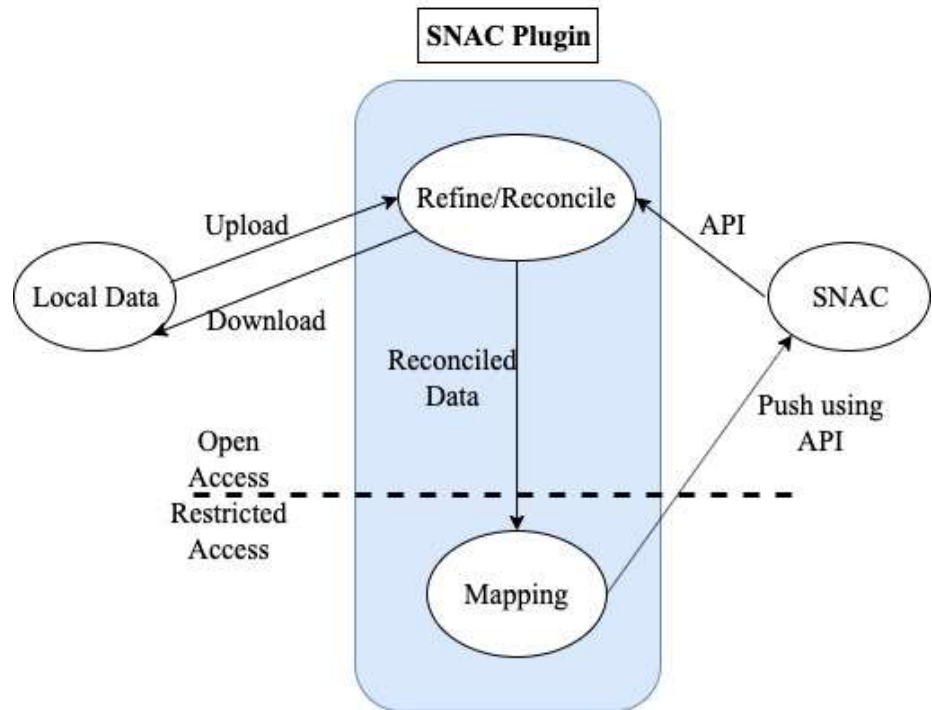 SNAC Plugin
Refine/Reconcile
Upload
API
Local Data
SNAC
Download
Reconciled
Data
Push using
API
Open
Access
Restricted
Access
Mapping